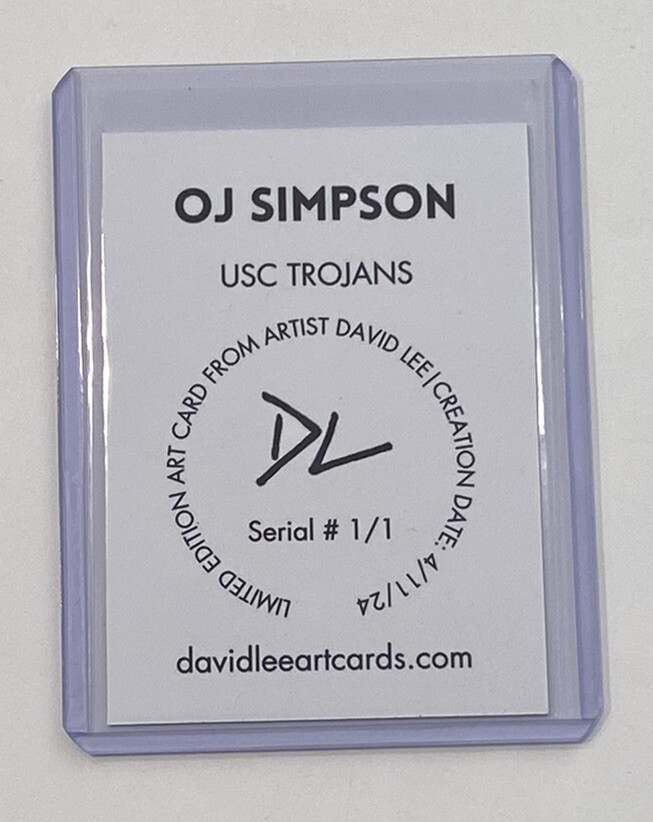 OJ SIMPSON
USC TROJANS
LIMITED EDITION ART CARD FROM ARTIST DAVID LEE|CREATION DATE: 4/11/24
DL
Serial # 1/1
davidleeartcards.com